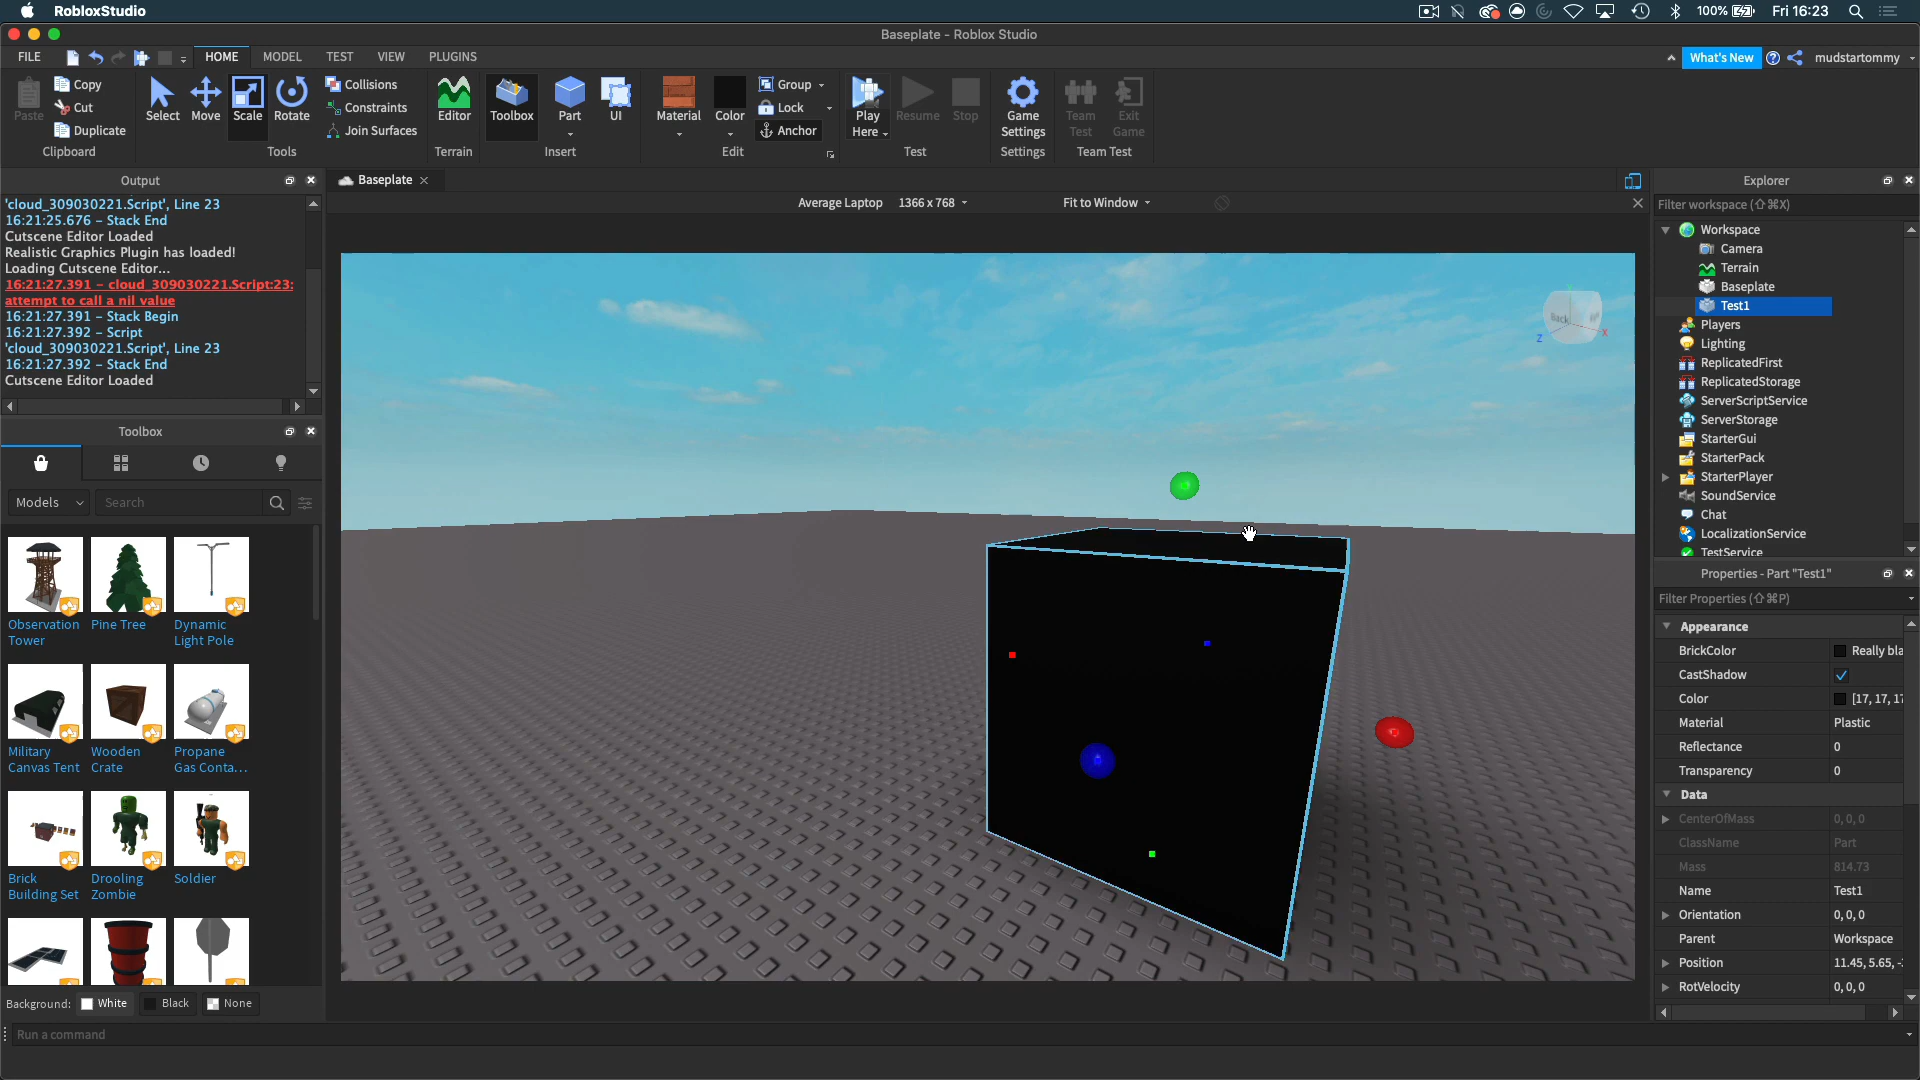 RobloxStudio
100%
Fri 16:23
Baseplate - Roblox Studio
FILE
HOME
MODEL
TEST
VIEW
PLUGINS
What's New
mudstartommy
Paste
Copy
Cut
Duplicate
Clipboard
Select
Move
Scale
Rotate
Collisions
Constraints
Join Surfaces
Tools
Editor
Terrain
Toolbox
Part
UI
Insert
Material
Color
Group
Lock
Anchor
Edit
Play
Here
Resume
Stop
Test
Game
Settings
Settings
Team
Test
Exit
Game
Team Test
Output
'cloud_309030221.Script', Line 23
16:21:25.676 - Stack End
Cutscene Editor Loaded
Realistic Graphics Plugin has loaded!
Loading Cutscene Editor...
16:21:27.391 - cloud_309030221.Script:23:
attempt to call a nil value
16:21:27.391 - Stack Begin
16:21:27.392 - Script
'cloud_309030221.Script', Line 23
16:21:27.392 - Stack End
Cutscene Editor Loaded
Toolbox
Models
Search
Observation
Tower
Pine Tree
Dynamic
Light Pole
Military
Canvas Tent
Wooden
Crate
Propane
Gas Conta...
Brick
Building Set
Drooling
Zombie
Soldier
Background:
White
Black
None
Run a command
Baseplate
Average Laptop
1366 x 768
Fit to Window
Back
Z
X
Explorer
Filter workspace (⇧⌘X)
Workspace
Camera
Terrain
Baseplate
Test1
Players
Lighting
ReplicatedFirst
ReplicatedStorage
ServerScriptService
ServerStorage
StarterGui
StarterPack
StarterPlayer
SoundService
Chat
LocalizationService
TestService
Properties - Part "Test1"
Filter Properties (⇧⌘P)
Appearance
BrickColor
Really bla
CastShadow
Color
[17, 17, 17
Material
Plastic
Reflectance
0
Transparency
0
Data
CenterOfMass
0, 0, 0
ClassName
Part
Mass
814.73
Name
Test1
Orientation
0, 0, 0
Parent
Workspace
Position
11.45, 5.65, -
RotVelocity
0, 0, 0